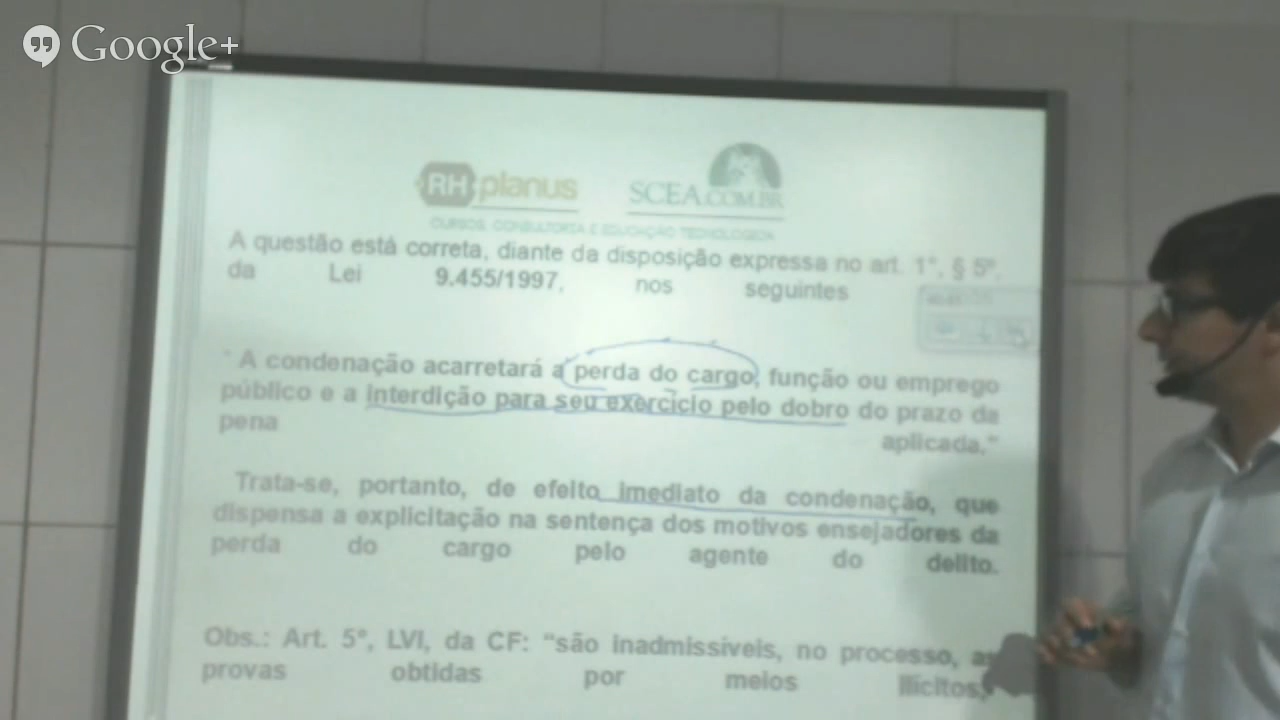 Google+
RH planus
SCEA.COM.BR
CURSOS, CONSULTORIA E EDUCAÇÃO TECNOLÓGICA
A questão está correta, diante da disposição expressa no art. 1º, § 5º,
da Lei 9.455/1997, nos seguintes
" A condenação acarretará a perda do cargo, função ou emprego
público e a interdição para seu exercício pelo dobro do prazo da
pena aplicada."
Trata-se, portanto, de efeito imediato da condenação, que
dispensa a explicitação na sentença dos motivos ensejadores da
perda do cargo pelo agente do delito.
Obs.: Art. 5º, LVI, da CF: "são inadmissíveis, no processo, as
provas obtidas por meios ilícitos;